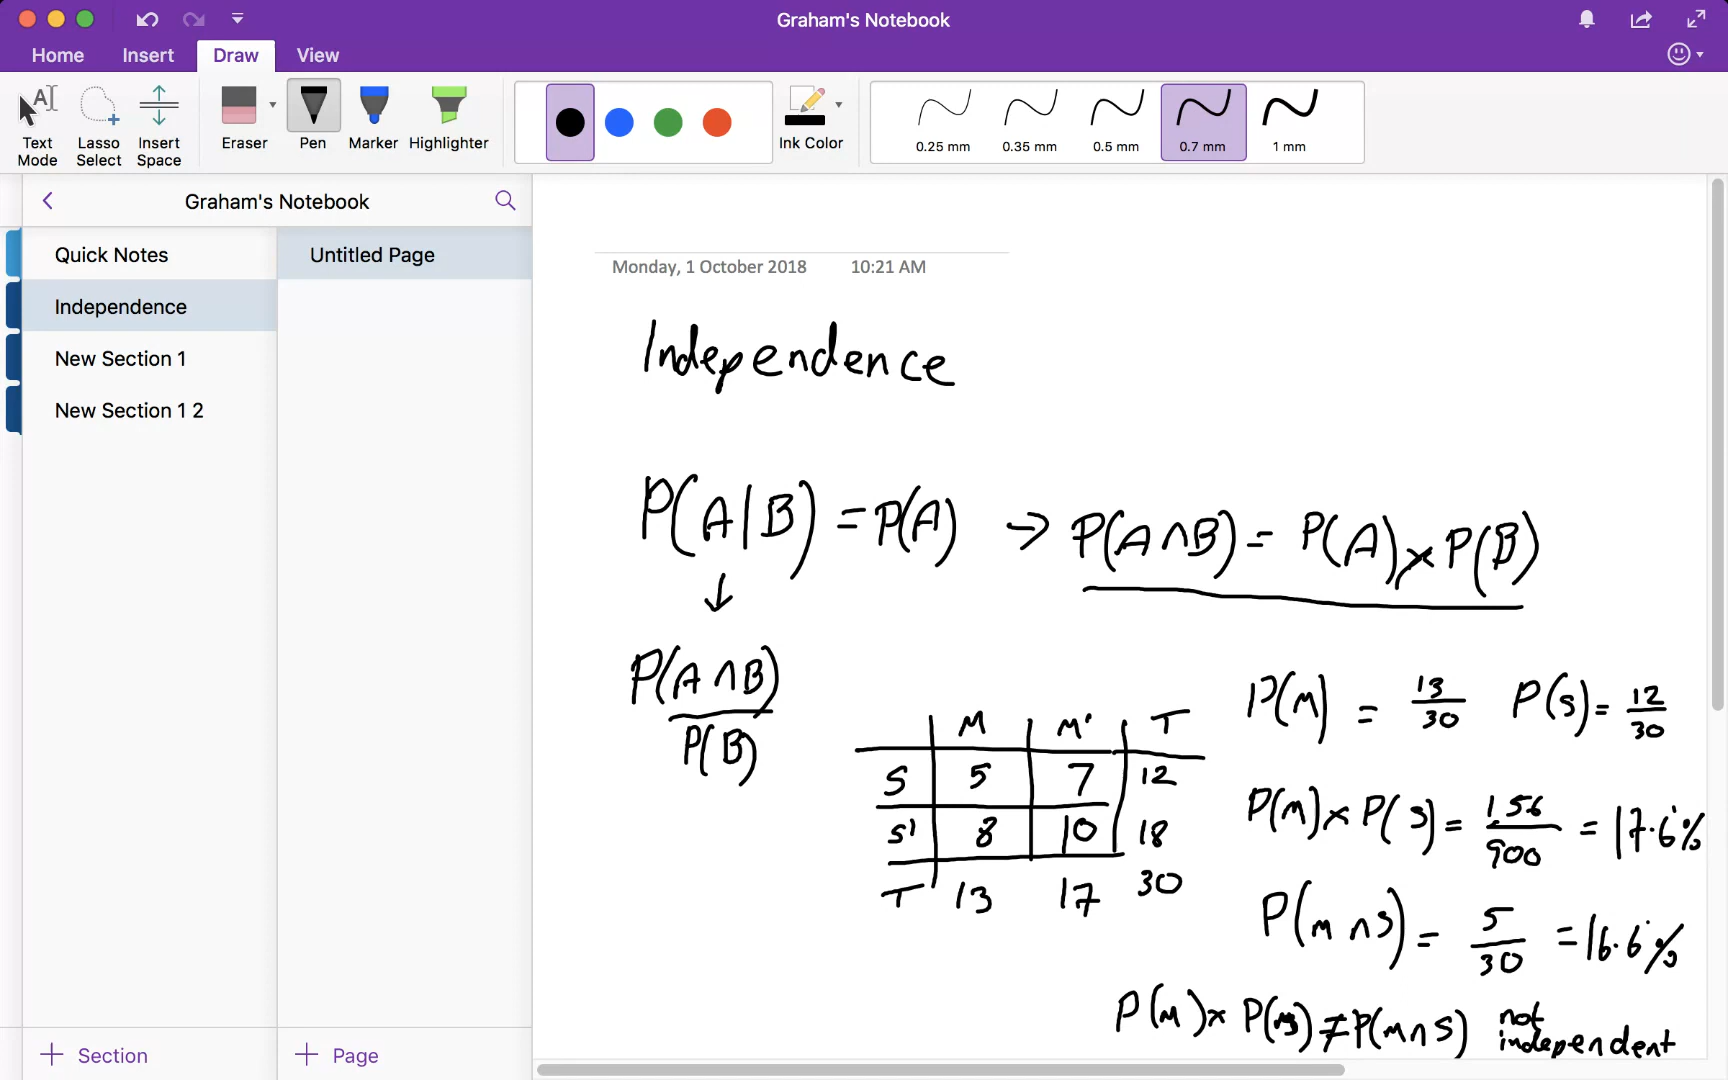 Graham's Notebook
Home Insert Draw View
Text Mode
Lasso Select
Insert Space
Eraser
Pen
Marker
Highlighter
Ink Color
0.25 mm
0.35 mm
0.5 mm
0.7 mm
1 mm
Graham's Notebook
Quick Notes
Independence
New Section 1
New Section 1 2
Untitled Page
Monday, 1 October 2018 10:21 AM
Independence
P(A|B) = P(A) → P(A∩B) = P(A) × P(B)
↓
P(A∩B)
P(B)
M M' T
S 5 7 12
S' 8 10 18
T 13 17 30
P(M) = 13/30 P(S) = 12/30
P(M) × P(S) = 156/900 = 17.6%
P(M∩S) = 5/30 = 16.6%
P(M) × P(S) ≠ P(M∩S) not independent
+ Section
+ Page